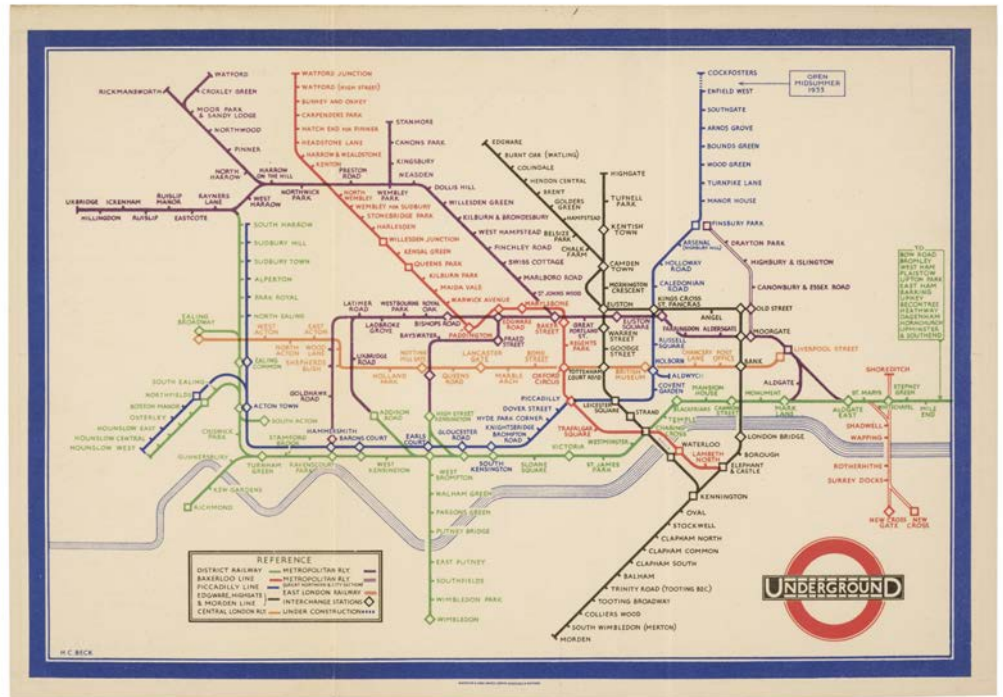 COCKFOSTERS
OPEN
MIDSUMMER
1933
ENFIELD WEST
SOUTHGATE
ARNOS GROVE
BOUNDS GREEN
WOOD GREEN
TURNPIKE LANE
MANOR HOUSE
FINSBURY PARK
ARSENAL
(HIGHBURY HILL)
DRAYTON PARK
HOLLOWAY
ROAD
HIGHBURY & ISLINGTON
CALEDONIAN
ROAD
CANONBURY & ESSEX ROAD
KINGS CROSS
ST. PANCRAS
OLD STREET
ANGEL
MOORGATE
WATFORD
RICKMANSWORTH
CROXLEY GREEN
MOOR PARK
& SANDY LODGE
NORTHWOOD
PINNER
NORTH
HARROW
HARROW
ON THE HILL
WEST
HARROW
NORTHWICK
PARK
PRESTON
ROAD
WEMBLEY
PARK
STANMORE
CANONS PARK
KINGSBURY
NEASDEN
DOLLIS HILL
WILLESDEN GREEN
KILBURN & BRONDESBURY
WEST HAMPSTEAD
FINCHLEY ROAD
SWISS COTTAGE
MARLBORO ROAD
ST JOHNS WOOD
UXBRIDGE
ICKENHAM
RUISLIP
MANOR
RAYNERS
LANE
HILLINGDON
RUISLIP
EASTCOTE
WATFORD JUNCTION
WATFORD (HIGH STREET)
BUSHEY AND OXHEY
CARPENDERS PARK
HATCH END FOR PINNER
HEADSTONE LANE
HARROW & WEALDSTONE
KENTON
NORTH
WEMBLEY
WEMBLEY FOR SUDBURY
STONEBRIDGE PARK
HARLESDEN
WILLESDEN JUNCTION
KENSAL GREEN
QUEENS PARK
KILBURN PARK
MAIDA VALE
WARWICK AVENUE
MARYLEBONE
EDGWARE
BURNT OAK (WATLING)
COLINDALE
HENDON CENTRAL
BRENT
GOLDERS
GREEN
HAMPSTEAD
BELSIZE
PARK
CHALK
FARM
HIGHGATE
TUFNELL
PARK
KENTISH
TOWN
CAMDEN
TOWN
MORNINGTON
CRESCENT
EUSTON
SOUTH HARROW
SUDBURY HILL
SUDBURY TOWN
ALPERTON
PARK ROYAL
NORTH EALING
EALING
COMMON
ACTON TOWN
SOUTH ACTON
EALING
BROADWAY
WEST
ACTON
EAST
ACTON
NORTH
ACTON
WOOD
LANE
SHEPHERDS
BUSH
HOLLAND
PARK
NOTTING
HILL GATE
QUEENS
ROAD
LANCASTER
GATE
MARBLE
ARCH
BOND
STREET
OXFORD
CIRCUS
TOTTENHAM
COURT ROAD
BRITISH
MUSEUM
CHANCERY
LANE
POST
OFFICE
BANK
LIVERPOOL STREET
LATIMER
ROAD
WESTBOURNE
PARK
ROYAL
OAK
LADBROKE
GROVE
BISHOPS ROAD
PADDINGTON
EDGWARE
ROAD
BAKER
STREET
GREAT
PORTLAND
ST.
REGENTS
PARK
EUSTON
SQUARE
WARREN
STREET
GOODGE
STREET
RUSSELL
SQUARE
HOLBORN
ALDWYCH
COVENT
GARDEN
FARRINGDON
ALDERSGATE
BAYSWATER
PRAED
STREET
UXBRIDGE
ROAD
GOLDHAWK
ROAD
HAMMERSMITH
ADDISON
ROAD
HIGH STREET
KENSINGTON
BARONS COURT
EARLS
COURT
GLOUCESTER
ROAD
KNIGHTSBRIDGE
BROMPTON
ROAD
HYDE PARK CORNER
DOVER STREET
PICCADILLY
LEICESTER
SQUARE
STRAND
TRAFALGAR
SQUARE
CHARING
CROSS
WESTMINSTER
ST. JAMES
PARK
VICTORIA
SLOANE
SQUARE
SOUTH
KENSINGTON
WEST
KENSINGTON
RAVENSCOURT
PARK
STAMFORD
BROOK
TURNHAM
GREEN
CHISWICK
PARK
GUNNERSBURY
KEW GARDENS
RICHMOND
SOUTH EALING
NORTHFIELDS
BOSTON MANOR
OSTERLEY
HOUNSLOW EAST
HOUNSLOW CENTRAL
HOUNSLOW WEST
WEST
BROMPTON
WALHAM GREEN
PARSONS GREEN
PUTNEY BRIDGE
EAST PUTNEY
SOUTHFIELDS
WIMBLEDON PARK
WIMBLEDON
TEMPLE
BLACKFRIARS
MANSION
HOUSE
CANNON
STREET
MONUMENT
MARK
LANE
ALDGATE
ALDGATE
EAST
ST. MARYS
STEPNEY
GREEN
WHITECHAPEL
MILE
END
SHOREDITCH
SHADWELL
WAPPING
ROTHERHITHE
SURREY DOCKS
NEW CROSS
GATE
NEW
CROSS
TO
BOW ROAD
BROMLEY
WEST HAM
PLAISTOW
UPTON PARK
EAST HAM
BARKING
UPNEY
BECONTREE
HEATHWAY
DAGENHAM
HORNCHURCH
UPMINSTER
& SOUTHEND
WATERLOO
LAMBETH
NORTH
LONDON BRIDGE
BOROUGH
ELEPHANT
& CASTLE
KENNINGTON
OVAL
STOCKWELL
CLAPHAM NORTH
CLAPHAM COMMON
CLAPHAM SOUTH
BALHAM
TRINITY ROAD (TOOTING BEC)
TOOTING BROADWAY
COLLIERS WOOD
SOUTH WIMBLEDON (MERTON)
MORDEN
REFERENCE
DISTRICT RAILWAY
BAKERLOO LINE
PICCADILLY LINE
EDGWARE, HIGHGATE
& MORDEN LINE
CENTRAL LONDON RLY.
METROPOLITAN RLY.
METROPOLITAN RLY.
(GREAT NORTHERN & CITY SECTION)
EAST LONDON RAILWAY
INTERCHANGE STATIONS
UNDER CONSTRUCTION
UNDERGROUND
H.C. BECK